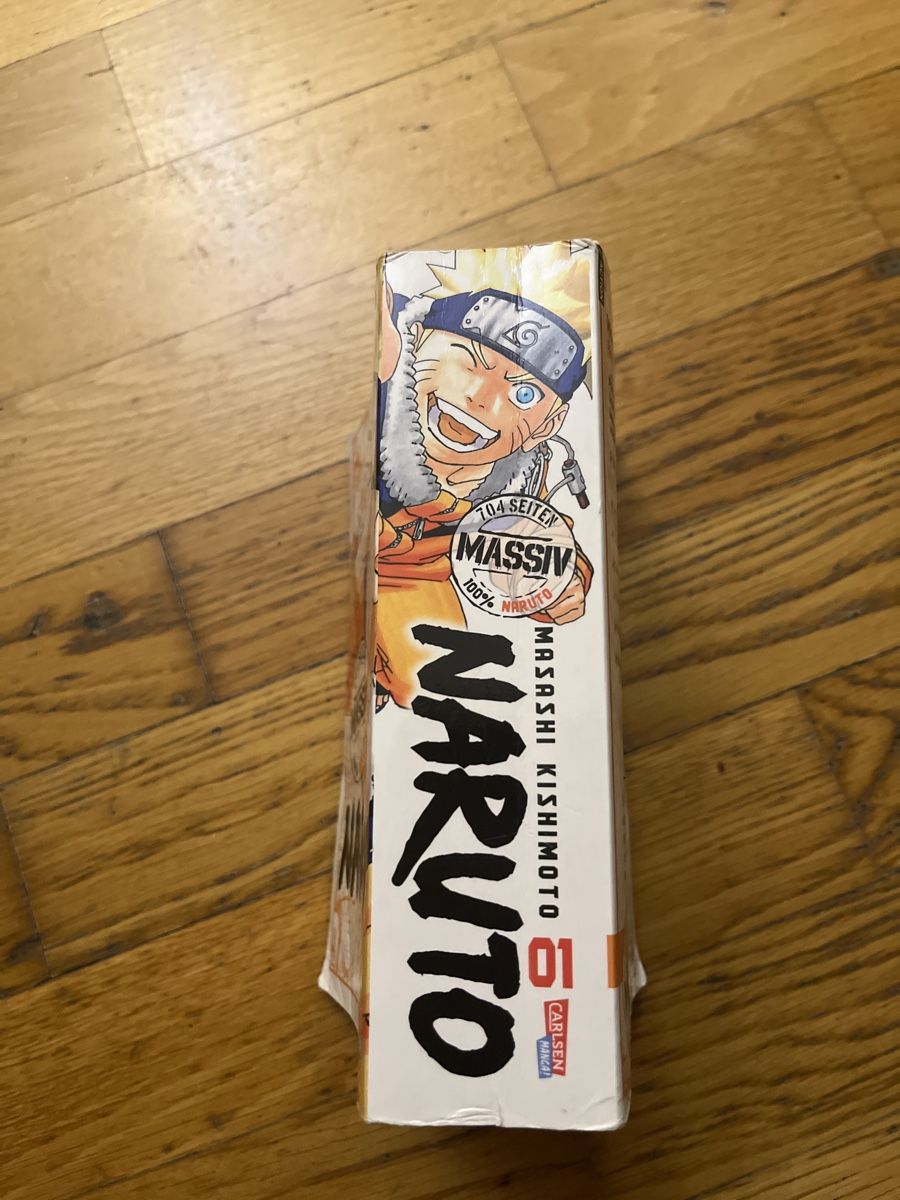 704 SEITEN
MASSIV
100% NARUTO
MASASHI KISHIMOTO
NARUTO
01
CARLSEN
MANGA!